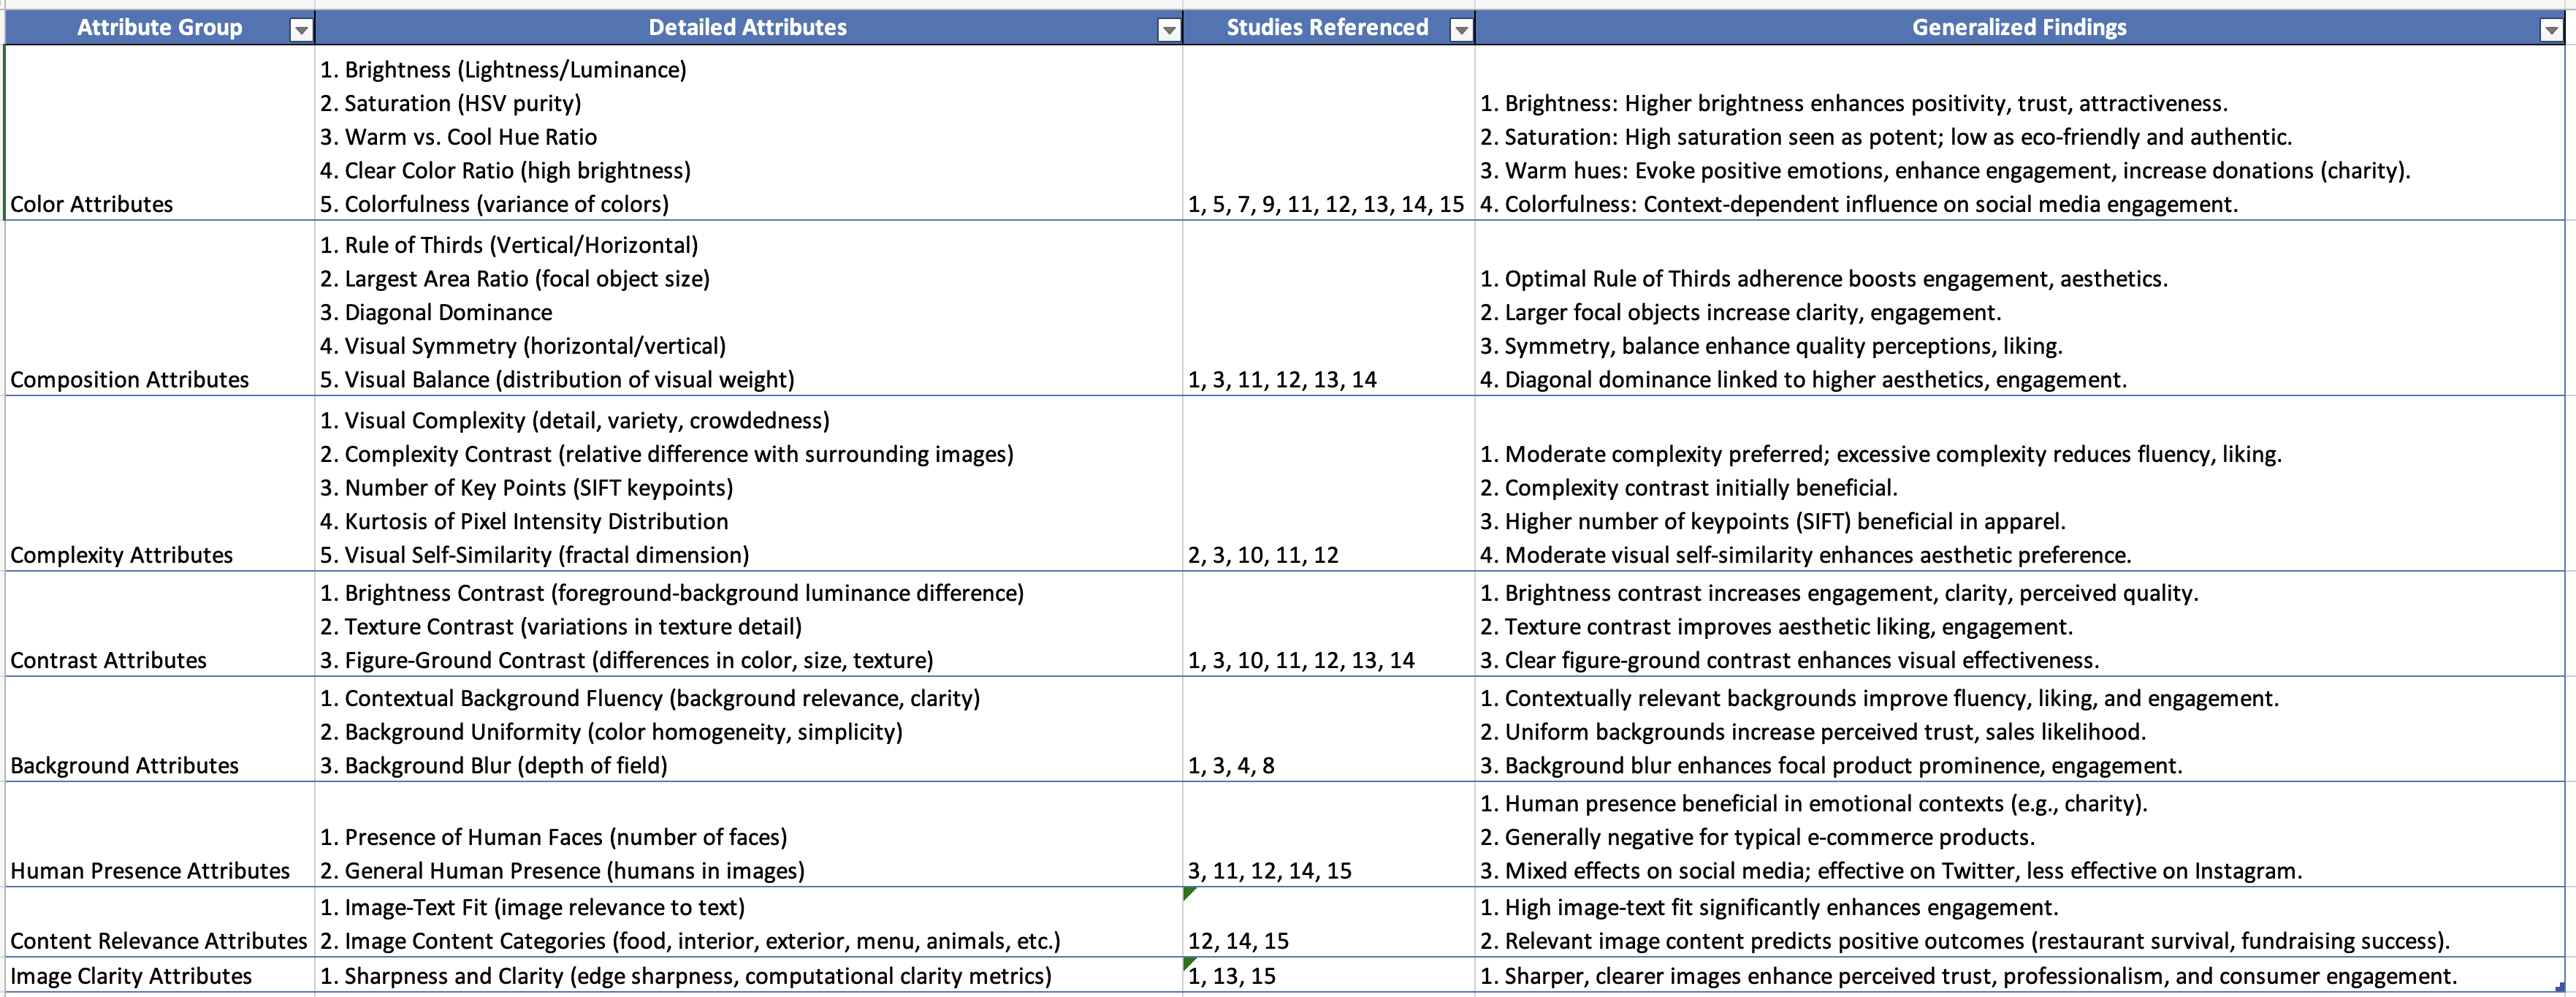 Attribute Group
Detailed Attributes
Studies Referenced
Generalized Findings
Color Attributes
1. Brightness (Lightness/Luminance)
2. Saturation (HSV purity)
3. Warm vs. Cool Hue Ratio
4. Clear Color Ratio (high brightness)
5. Colorfulness (variance of colors)
1, 5, 7, 9, 11, 12, 13, 14, 15
1. Brightness: Higher brightness enhances positivity, trust, attractiveness.
2. Saturation: High saturation seen as potent; low as eco-friendly and authentic.
3. Warm hues: Evoke positive emotions, enhance engagement, increase donations (charity).
4. Colorfulness: Context-dependent influence on social media engagement.
Composition Attributes
1. Rule of Thirds (Vertical/Horizontal)
2. Largest Area Ratio (focal object size)
3. Diagonal Dominance
4. Visual Symmetry (horizontal/vertical)
5. Visual Balance (distribution of visual weight)
1, 3, 11, 12, 13, 14
1. Optimal Rule of Thirds adherence boosts engagement, aesthetics.
2. Larger focal objects increase clarity, engagement.
3. Symmetry, balance enhance quality perceptions, liking.
4. Diagonal dominance linked to higher aesthetics, engagement.
Complexity Attributes
1. Visual Complexity (detail, variety, crowdedness)
2. Complexity Contrast (relative difference with surrounding images)
3. Number of Key Points (SIFT keypoints)
4. Kurtosis of Pixel Intensity Distribution
5. Visual Self-Similarity (fractal dimension)
2, 3, 10, 11, 12
1. Moderate complexity preferred; excessive complexity reduces fluency, liking.
2. Complexity contrast initially beneficial.
3. Higher number of keypoints (SIFT) beneficial in apparel.
4. Moderate visual self-similarity enhances aesthetic preference.
Contrast Attributes
1. Brightness Contrast (foreground-background luminance difference)
2. Texture Contrast (variations in texture detail)
3. Figure-Ground Contrast (differences in color, size, texture)
1, 3, 10, 11, 12, 13, 14
1. Brightness contrast increases engagement, clarity, perceived quality.
2. Texture contrast improves aesthetic liking, engagement.
3. Clear figure-ground contrast enhances visual effectiveness.
Background Attributes
1. Contextual Background Fluency (background relevance, clarity)
2. Background Uniformity (color homogeneity, simplicity)
3. Background Blur (depth of field)
1, 3, 4, 8
1. Contextually relevant backgrounds improve fluency, liking, and engagement.
2. Uniform backgrounds increase perceived trust, sales likelihood.
3. Background blur enhances focal product prominence, engagement.
Human Presence Attributes
1. Presence of Human Faces (number of faces)
2. General Human Presence (humans in images)
3, 11, 12, 14, 15
1. Human presence beneficial in emotional contexts (e.g., charity).
2. Generally negative for typical e-commerce products.
3. Mixed effects on social media; effective on Twitter, less effective on Instagram.
Content Relevance Attributes
1. Image-Text Fit (image relevance to text)
2. Image Content Categories (food, interior, exterior, menu, animals, etc.)
12, 14, 15
1. High image-text fit significantly enhances engagement.
2. Relevant image content predicts positive outcomes (restaurant survival, fundraising success).
Image Clarity Attributes
1. Sharpness and Clarity (edge sharpness, computational clarity metrics)
1, 13, 15
1. Sharper, clearer images enhance perceived trust, professionalism, and consumer engagement.